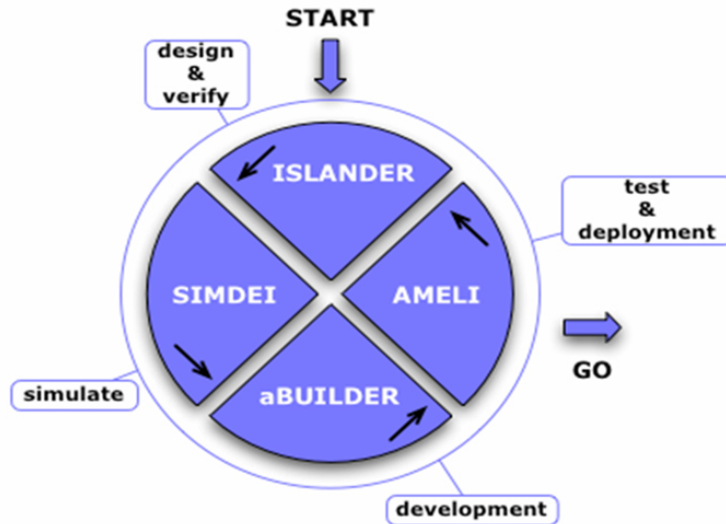 START
design
&
verify
ISLANDER
test
&
deployment
SIMDEI
AMELI
GO
simulate
aBUILDER
development